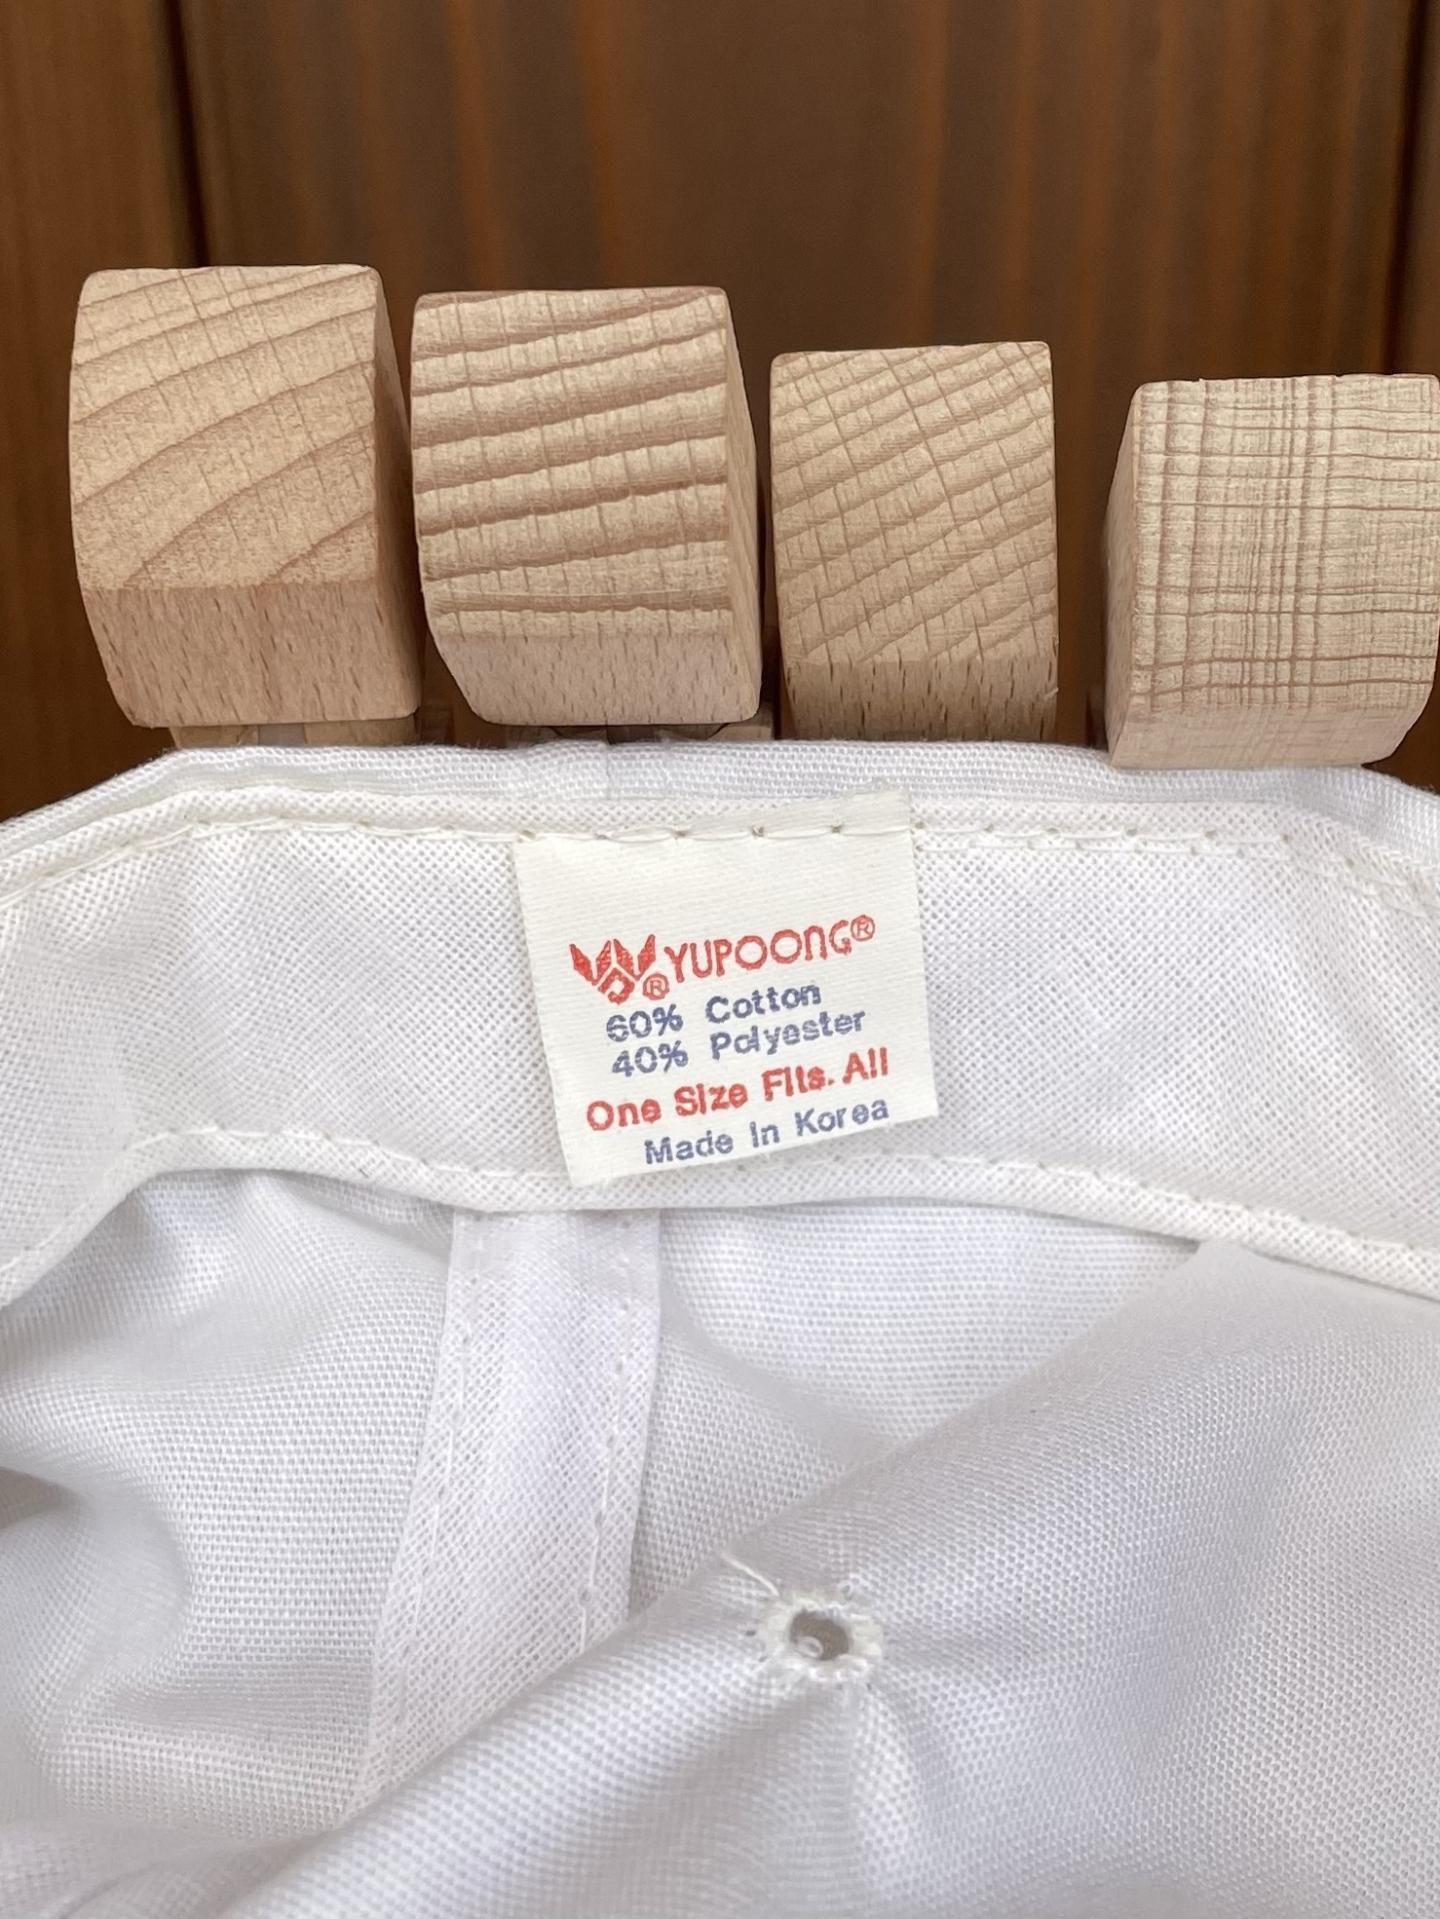 ® YUPOONG®
60% Cotton
40% Polyester
One Size Fits. All
Made In Korea